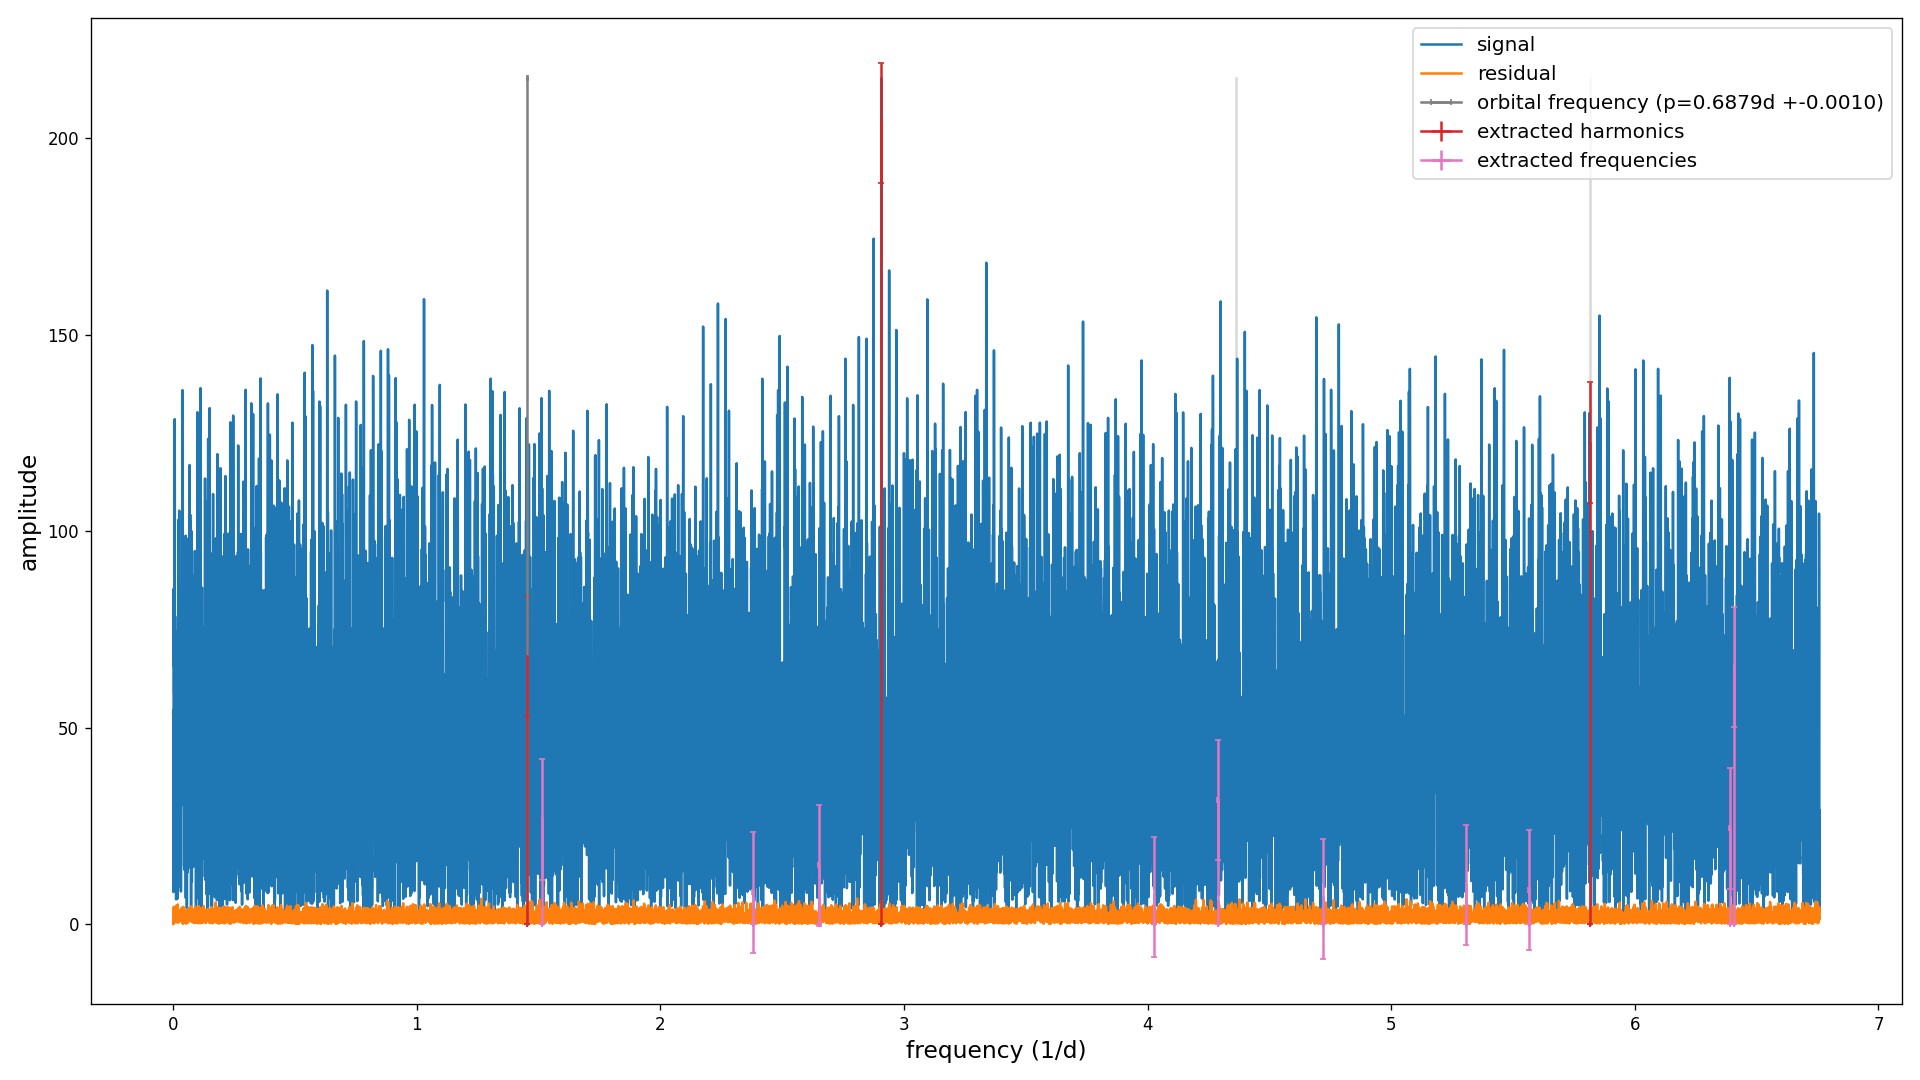 signal
residual
orbital frequency (p=0.6879d +-0.0010)
extracted harmonics
extracted frequencies
amplitude
200
150
100
50
0
0 1 2 3 4 5 6 7
frequency (1/d)